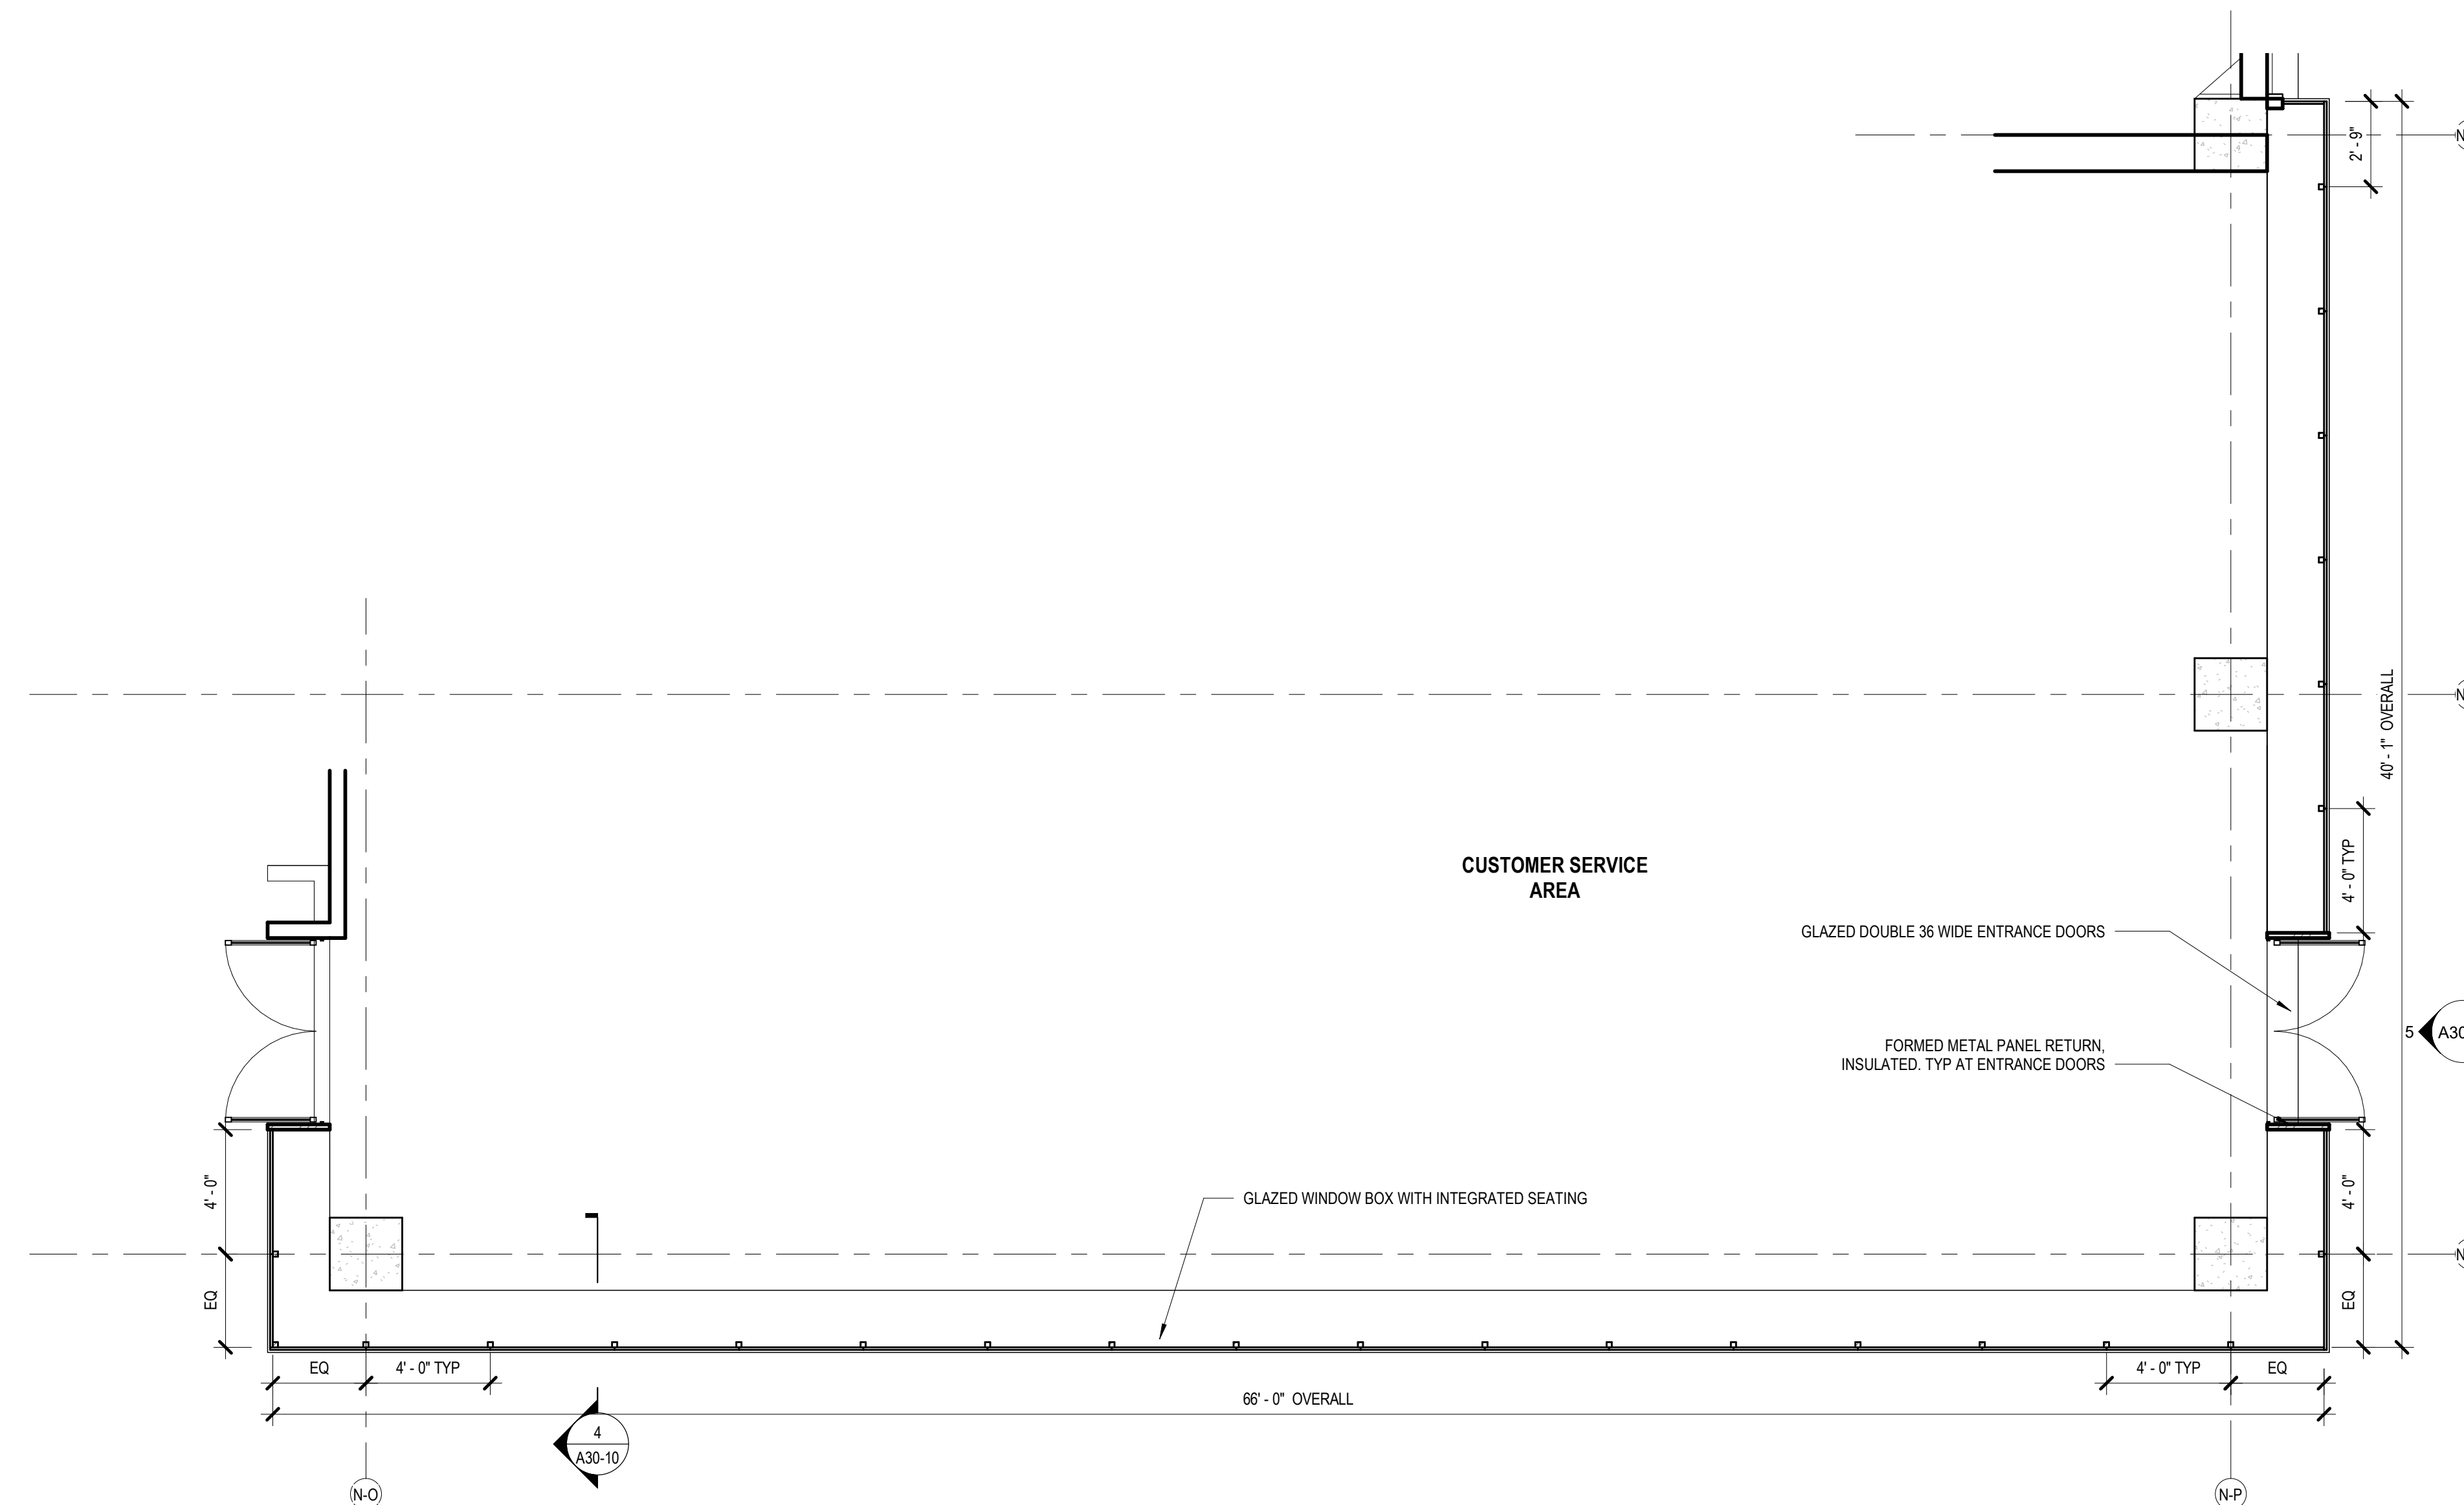 2' - 9"
40' - 1" OVERALL
CUSTOMER SERVICE
AREA
4' - 0" TYP
GLAZED DOUBLE 36 WIDE ENTRANCE DOORS
5
FORMED METAL PANEL RETURN,
INSULATED. TYP AT ENTRANCE DOORS
4' - 0"
GLAZED WINDOW BOX WITH INTEGRATED SEATING
4' - 0"
EQ
EQ
EQ
4' - 0" TYP
4' - 0" TYP
EQ
66' - 0" OVERALL
4
A30-10
N-O
N-P